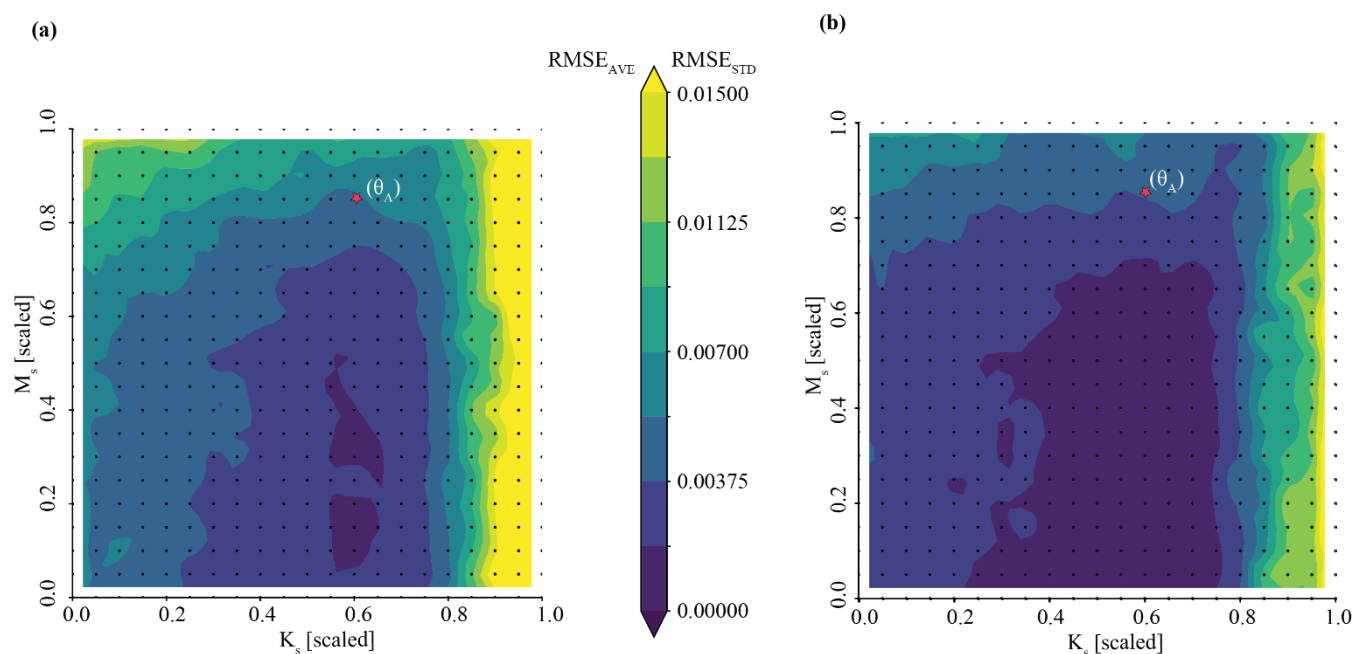 (a)
(b)
RMSE_AVE RMSE_STD
0.01500
0.01125
0.00700
0.00375
0.00000
1.0
0.8
0.6
0.4
0.2
0.0
M_s [scaled]
(θ_A)
0.0 0.2 0.4 0.6 0.8 1.0
K_s [scaled]
1.0
0.8
0.6
0.4
0.2
0.0
M_s [scaled]
(θ_A)
0.0 0.2 0.4 0.6 0.8 1.0
K_s [scaled]